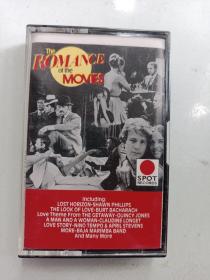 The
ROMANCE
of the
MOVIES
SPOT
RECORDS
Including:
LOST HORIZON-SHAWN PHILLIPS
THE LOOK OF LOVE-BURT BACHARACH
Love Theme From THE GETAWAY-QUINCY JONES
A MAN AND A WOMAN-CLAUDINE LONGET
LOVE STORY-NINO TEMPO & APRIL STEVENS
MORE-BAJA MARIMBA BAND
And Many More